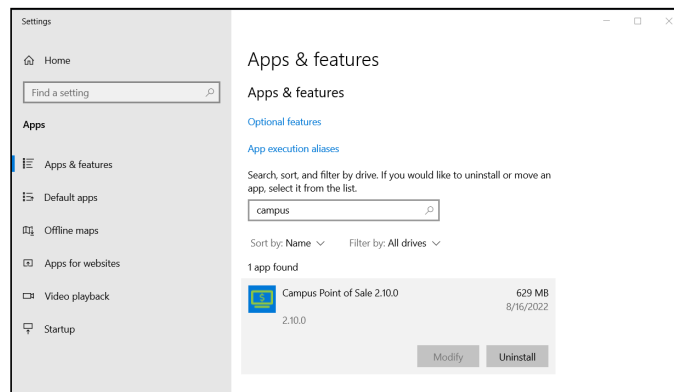 Settings
Home
Find a setting
Apps
Apps & features
Default apps
Offline maps
Apps for websites
Video playback
Startup
Apps & features
Apps & features
Optional features
App execution aliases
Search, sort, and filter by drive. If you would like to uninstall or move an
app, select it from the list.
campus
Sort by: Name Filter by: All drives
1 app found
Campus Point of Sale 2.10.0 629 MB
8/16/2022
2.10.0
Modify Uninstall